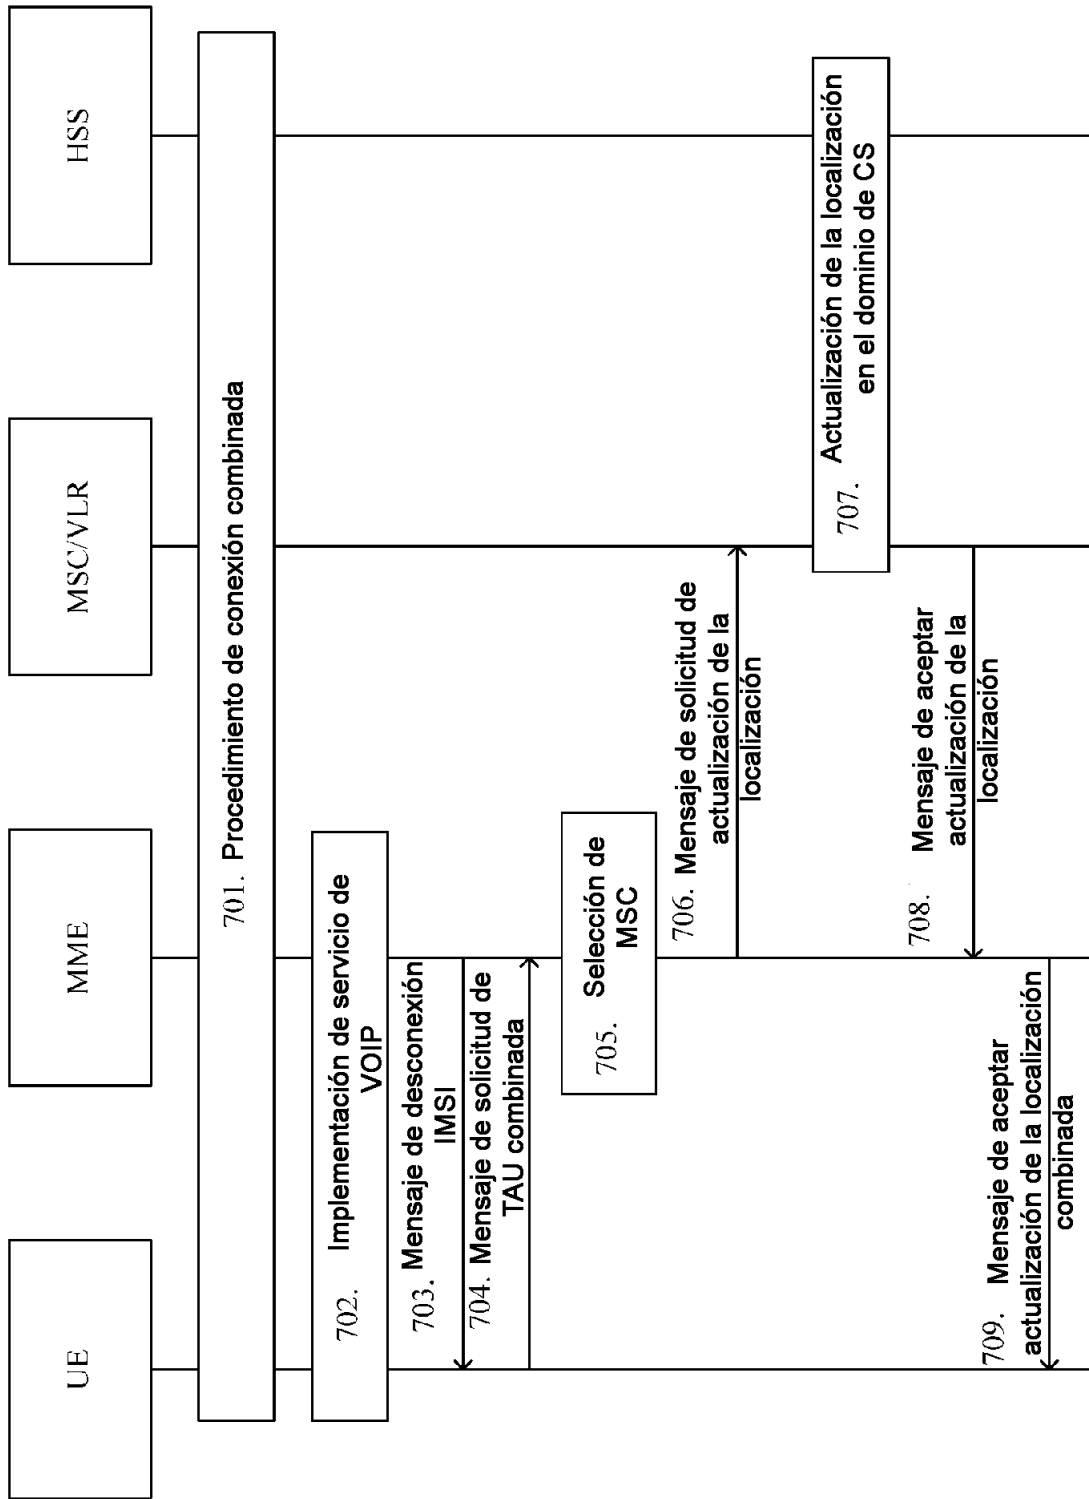 UE
MME
MSC/VLR
HSS
701. Procedimiento de conexión combinada
702. Implementación de servicio de
VOIP
703. Mensaje de desconexión
IMSI
704. Mensaje de solicitud de
TAU combinada
705. Selección de
MSC
706. Mensaje de solicitud de
actualización de la
localización
707. Actualización de la localización
en el dominio de CS
708. Mensaje de aceptar
actualización de la
localización
709. Mensaje de aceptar
actualización de la localización
combinada